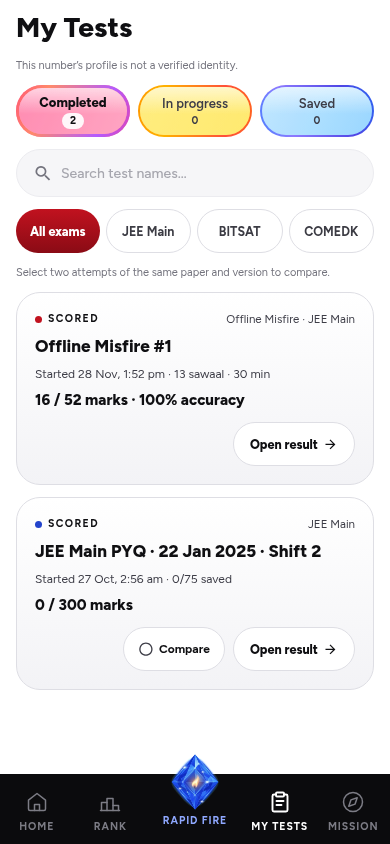 My Tests
This number's profile is not a verified identity.
Completed
2
In progress
0
Saved
0
Search test names...
All exams
JEE Main
BITSAT
COMEDK
Select two attempts of the same paper and version to compare.
SCORED
Offline Misfire · JEE Main
Offline Misfire #1
Started 28 Nov, 1:52 pm · 13 sawaal · 30 min
16 / 52 marks · 100% accuracy
Open result →
SCORED
JEE Main
JEE Main PYQ · 22 Jan 2025 · Shift 2
Started 27 Oct, 2:56 am · 0/75 saved
0 / 300 marks
Compare
Open result →
HOME
RANK
RAPID FIRE
MY TESTS
MISSION